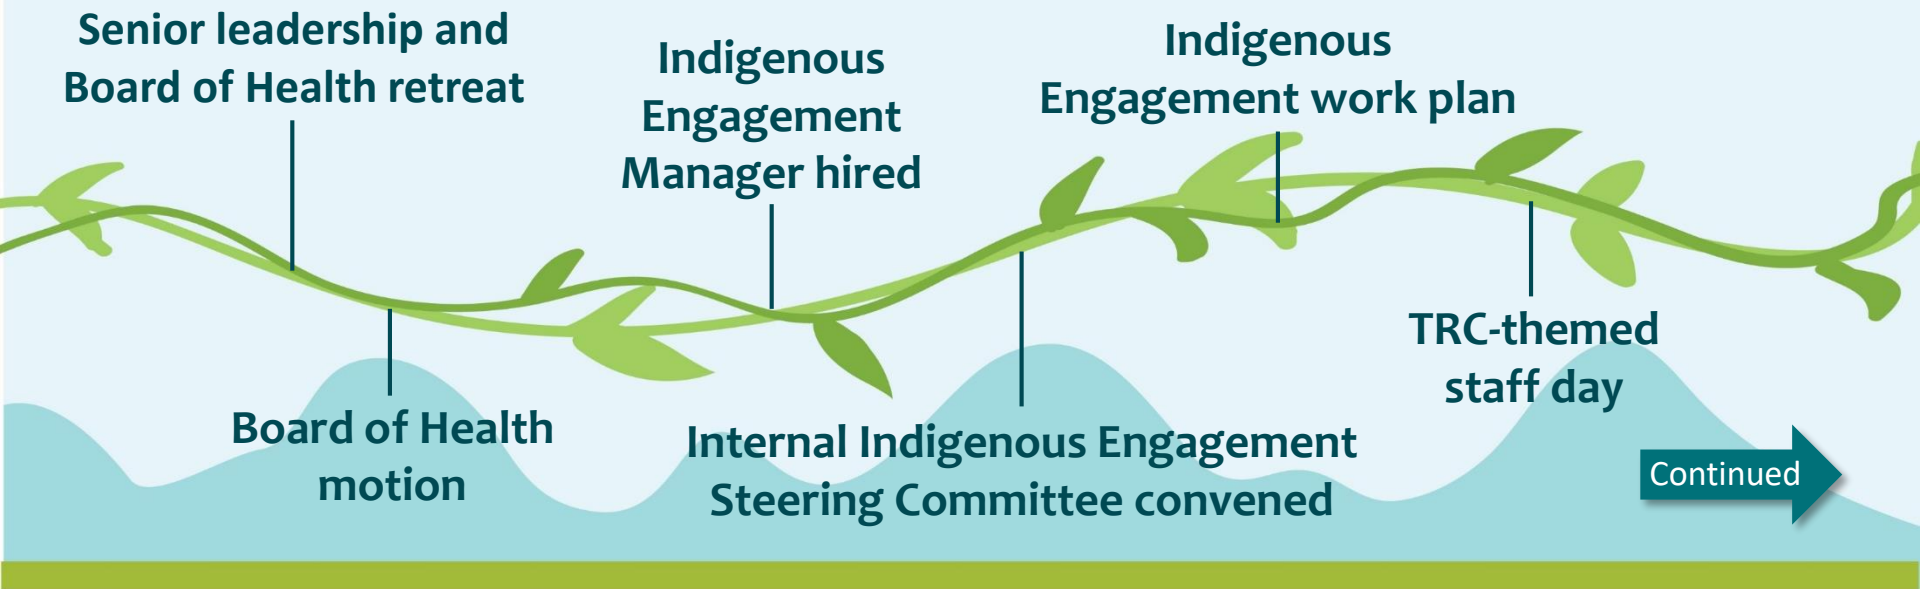 Senior leadership and
Board of Health retreat
Board of Health
motion
Indigenous
Engagement
Manager hired
Internal Indigenous Engagement
Steering Committee convened
Indigenous
Engagement work plan
TRC-themed
staff day
Continued